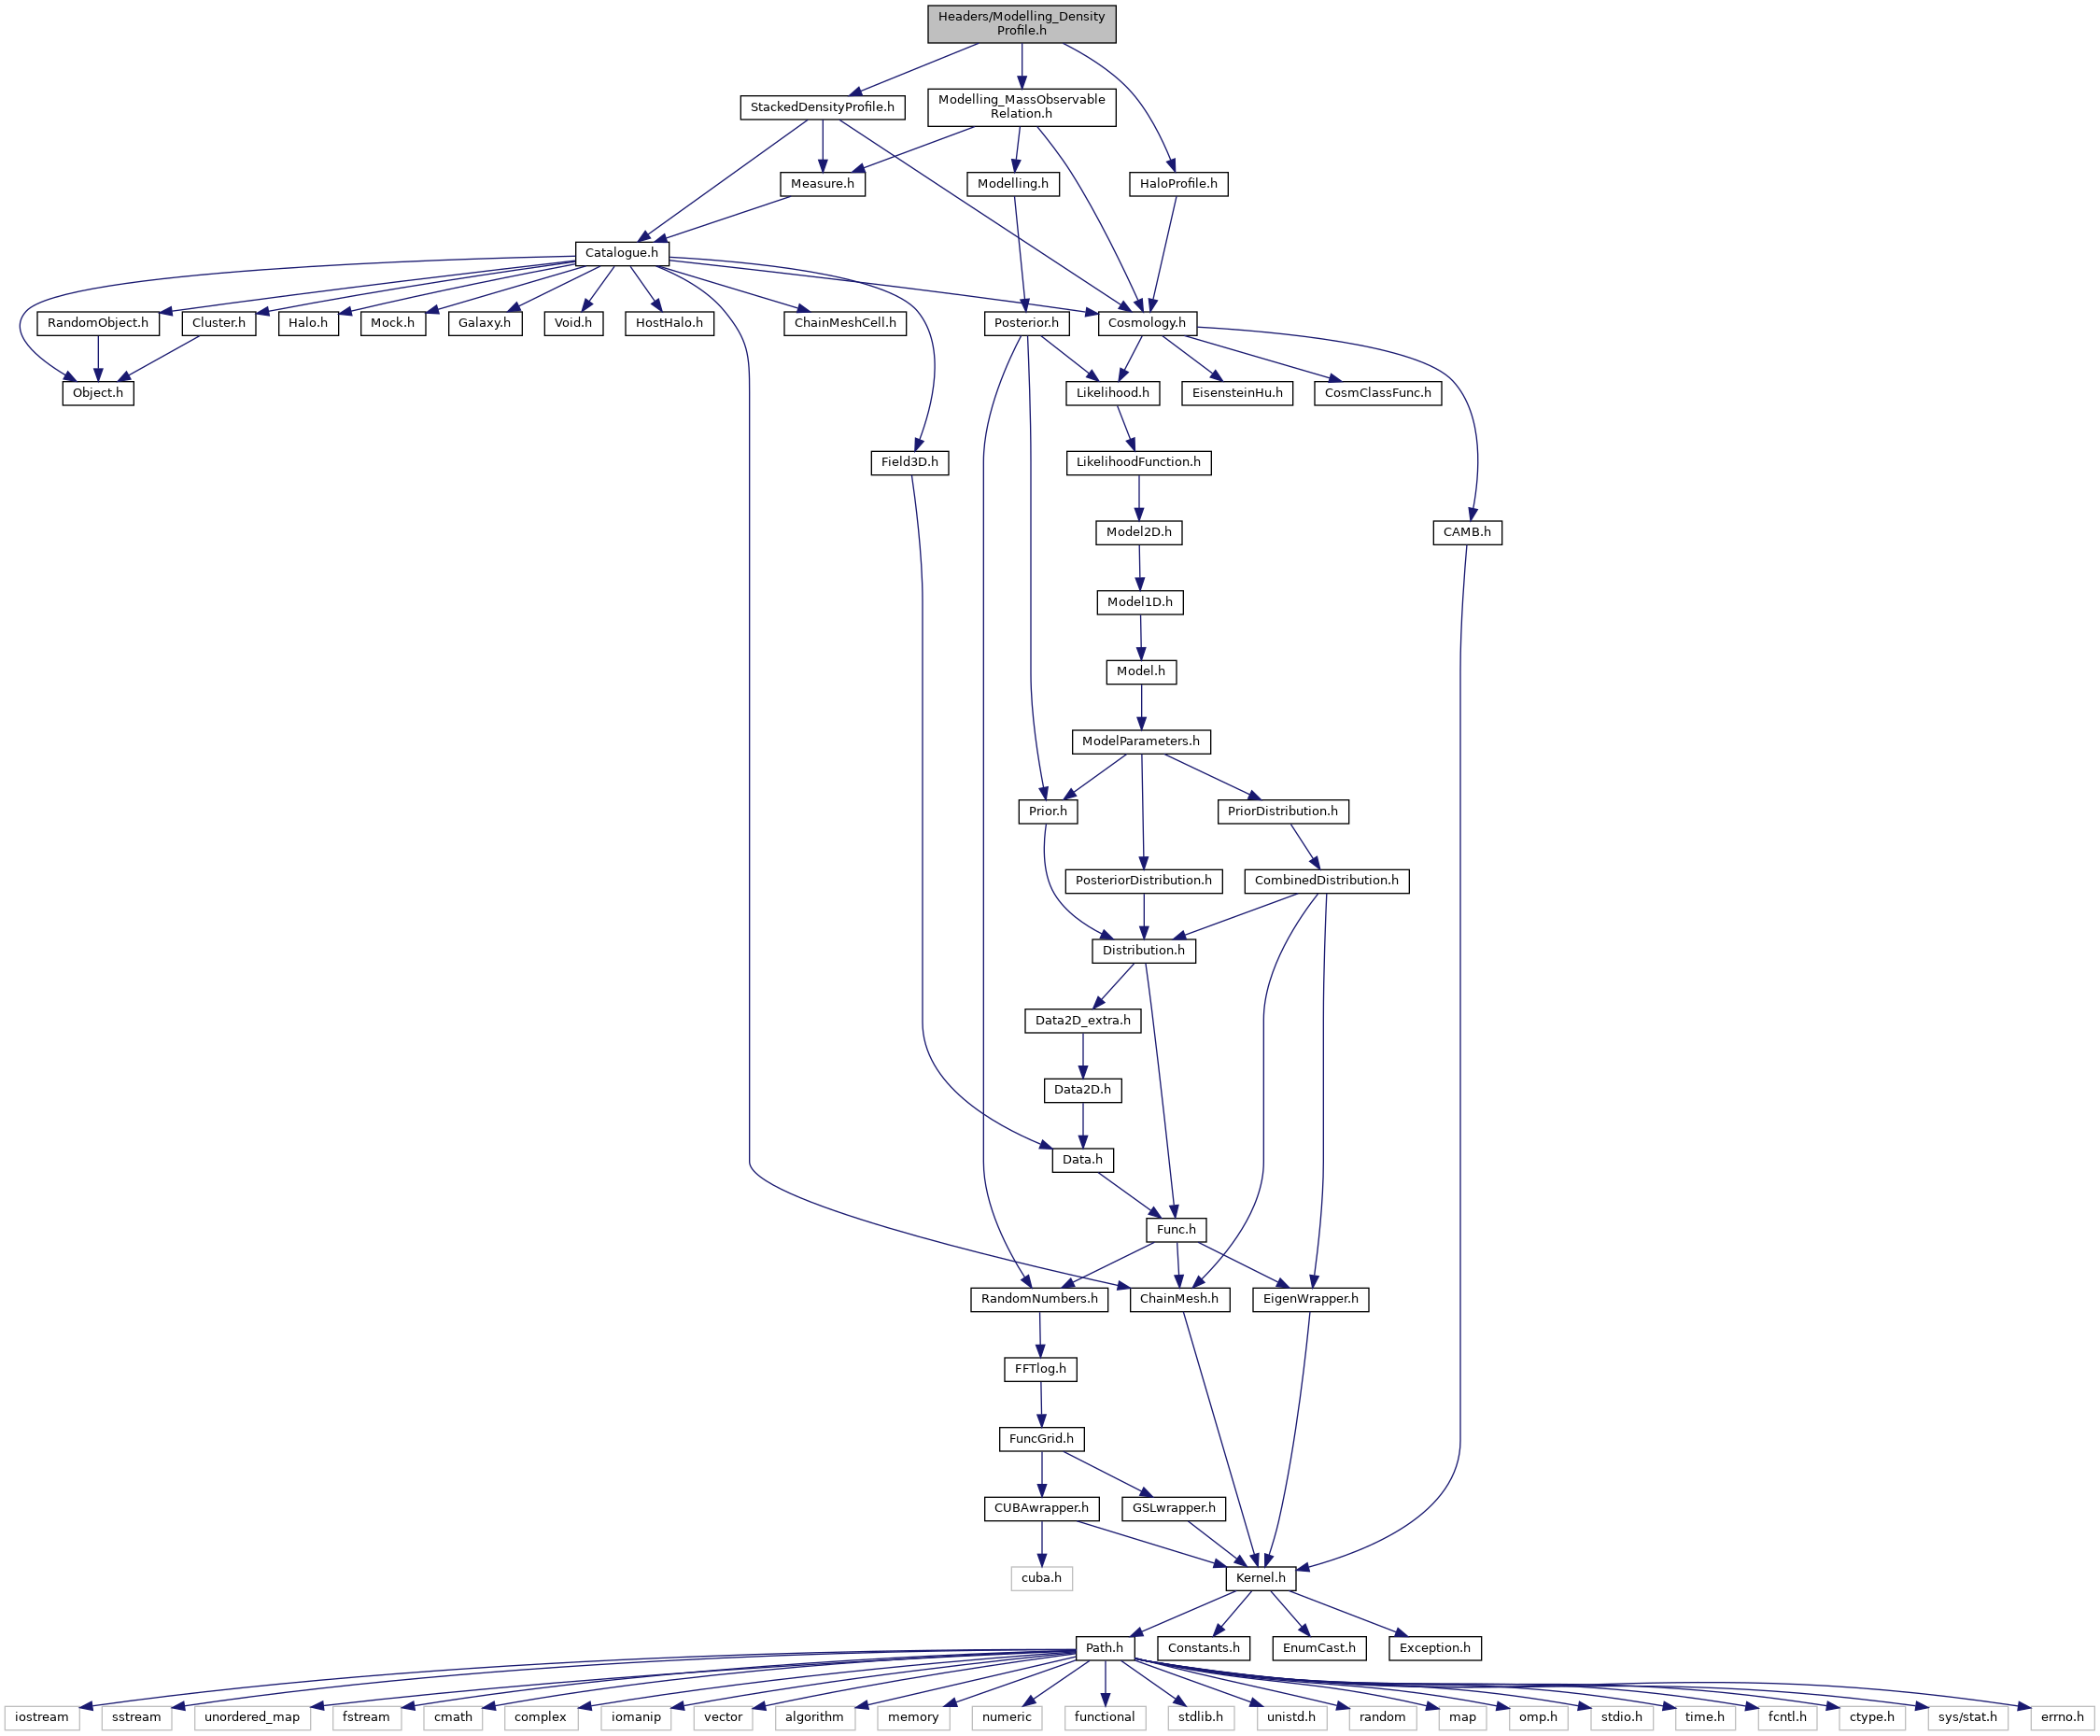 Headers/Modelling_Density
Profile.h
StackedDensityProfile.h
Modelling_MassObservable
Relation.h
Measure.h
Modelling.h
HaloProfile.h
Catalogue.h
RandomObject.h
Cluster.h
Halo.h
Mock.h
Galaxy.h
Void.h
HostHalo.h
ChainMeshCell.h
Posterior.h
Cosmology.h
Object.h
Likelihood.h
EisensteinHu.h
CosmClassFunc.h
Field3D.h
LikelihoodFunction.h
Model2D.h
CAMB.h
Model1D.h
Model.h
ModelParameters.h
Prior.h
PriorDistribution.h
PosteriorDistribution.h
CombinedDistribution.h
Distribution.h
Data2D_extra.h
Data2D.h
Data.h
Func.h
RandomNumbers.h
ChainMesh.h
EigenWrapper.h
FFTlog.h
FuncGrid.h
CUBAwrapper.h
GSLwrapper.h
cuba.h
Kernel.h
Path.h
Constants.h
EnumCast.h
Exception.h
iostream
sstream
unordered_map
fstream
cmath
complex
iomanip
vector
algorithm
memory
numeric
functional
stdlib.h
unistd.h
random
map
omp.h
stdio.h
time.h
fcntl.h
ctype.h
sys/stat.h
errno.h